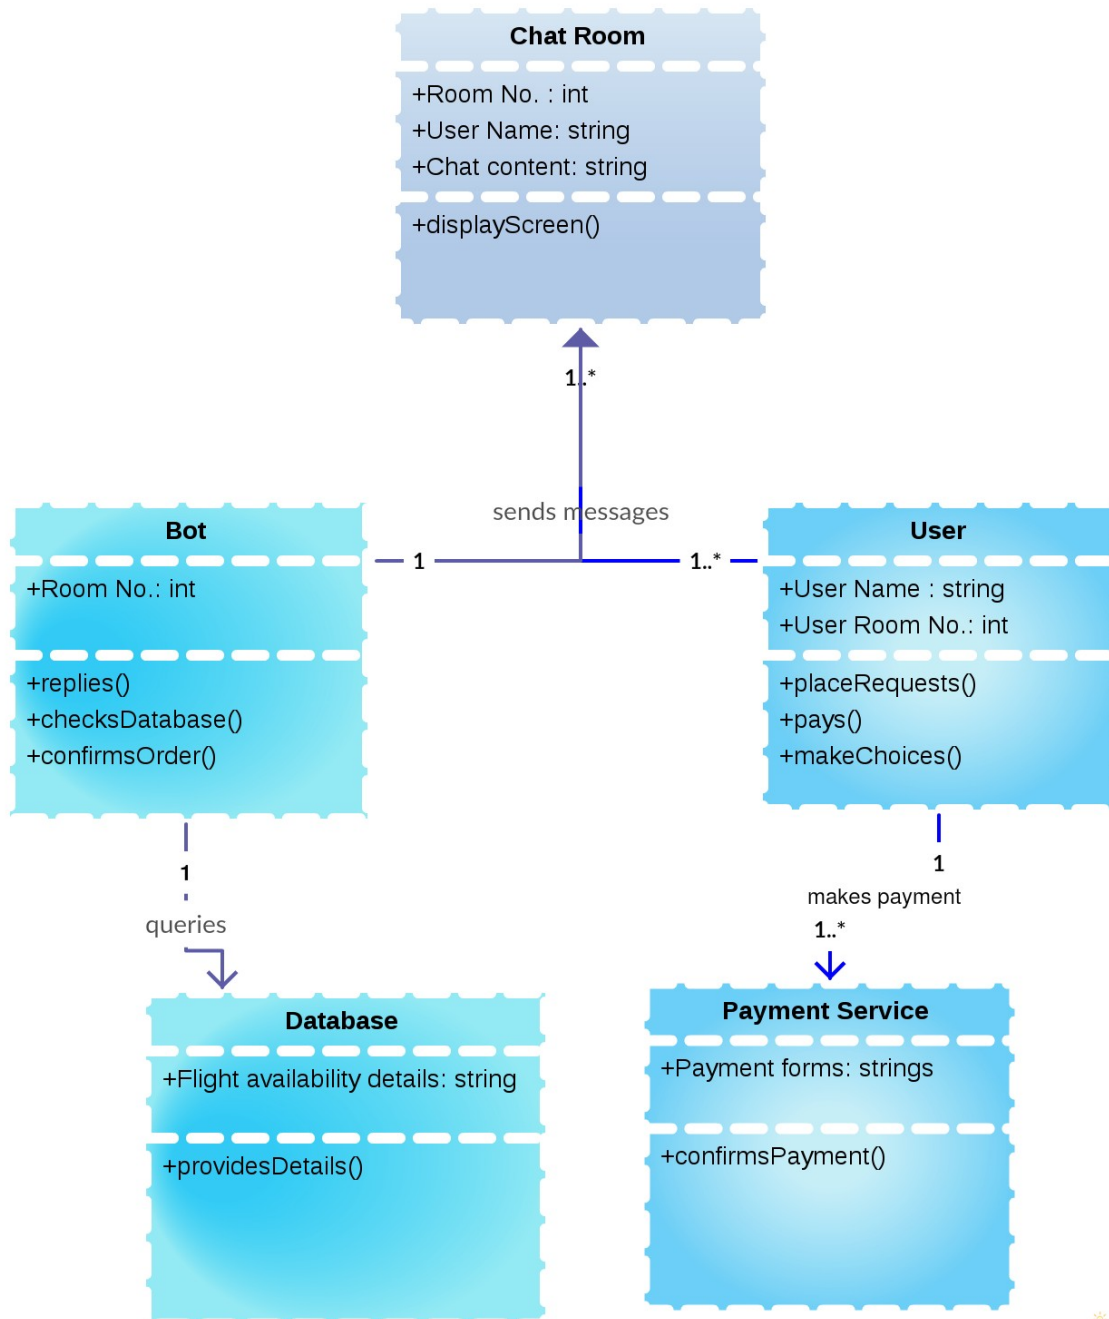 Chat Room
+Room No. : int
+User Name: string
+Chat content: string
+displayScreen()
1..*
sends messages
1
1..*
Bot
+Room No.: int
+replies()
+checksDatabase()
+confirmsOrder()
User
+User Name : string
+User Room No.: int
+placeRequests()
+pays()
+makeChoices()
1
queries
1
makes payment
1..*
Database
+Flight availability details: string
+providesDetails()
Payment Service
+Payment forms: strings
+confirmsPayment()